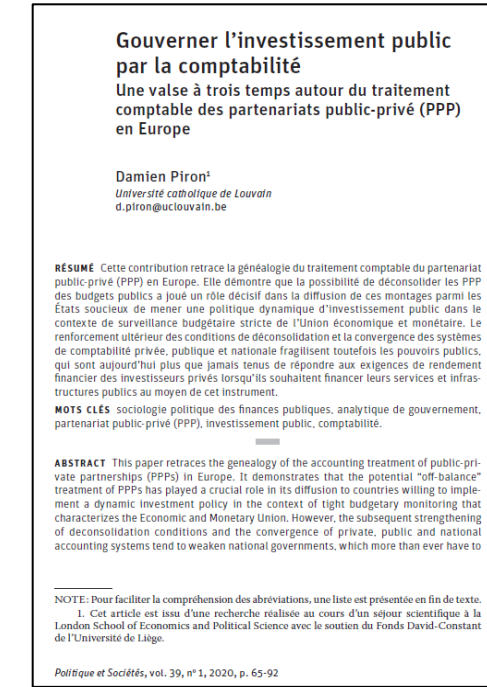 Gouverner l'investissement public
par la comptabilité
Une valse à trois temps autour du traitement
comptable des partenariats public-privé (PPP)
en Europe
Damien Piron¹
Université catholique de Louvain
d.piron@uclouvain.be
RÉSUMÉ Cette contribution retrace la généalogie du traitement comptable du partenariat
public-privé (PPP) en Europe. Elle démontre que la possibilité de déconsolider les PPP
des budgets publics a joué un rôle décisif dans la diffusion de ces montages parmi les
États soucieux de mener une politique dynamique d'investissement public dans le
contexte de surveillance budgétaire stricte de l'Union économique et monétaire. Le
renforcement ultérieur des conditions de déconsolidation et la convergence des systèmes
de comptabilité privée, publique et nationale fragilisent toutefois les pouvoirs publics,
qui sont aujourd'hui plus que jamais tenus de répondre aux exigences de rendement
financier des investisseurs privés lorsqu'ils souhaitent financer leurs services et infras-
tructures publics au moyen de cet instrument.
MOTS CLÉS sociologie politique des finances publiques, analytique de gouvernement,
partenariat public-privé (PPP), investissement public, comptabilité.
ABSTRACT This paper retraces the genealogy of the accounting treatment of public-pri-
vate partnerships (PPPs) in Europe. It demonstrates that the potential "off-balance"
treatment of PPPs has played a crucial role in its diffusion to countries willing to imple-
ment a dynamic investment policy in the context of tight budgetary monitoring that
characterizes the Economic and Monetary Union. However, the subsequent strengthening
of deconsolidation conditions and the convergence of private, public and national
accounting systems tend to weaken national governments, which more than ever have to
NOTE : Pour faciliter la compréhension des abréviations, une liste est présentée en fin de texte.
1. Cet article est issu d'une recherche réalisée au cours d'un séjour scientifique à la
London School of Economics and Political Science avec le soutien du Fonds David-Constant
de l'Université de Liège.
Politique et Sociétés, vol. 39, nº 1, 2020, p. 65-92